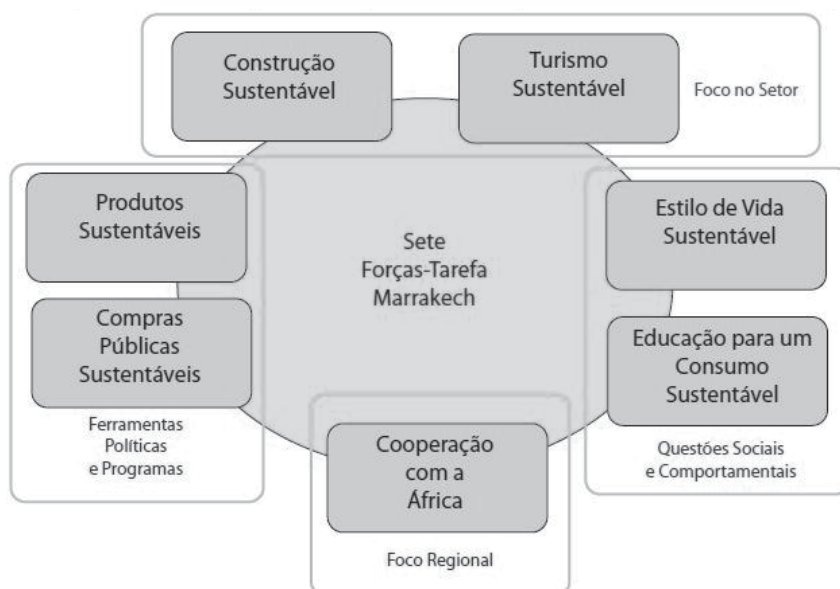 Construção
Sustentável
Turismo
Sustentável
Foco no Setor
Produtos
Sustentáveis
Compras
Públicas
Sustentáveis
Ferramentas
Políticas
e Programas
Sete
Forças-Tarefa
Marrakech
Estilo de Vida
Sustentável
Educação para um
Consumo
Sustentável
Questões Sociais
e Comportamentais
Cooperação
com a
África
Foco Regional